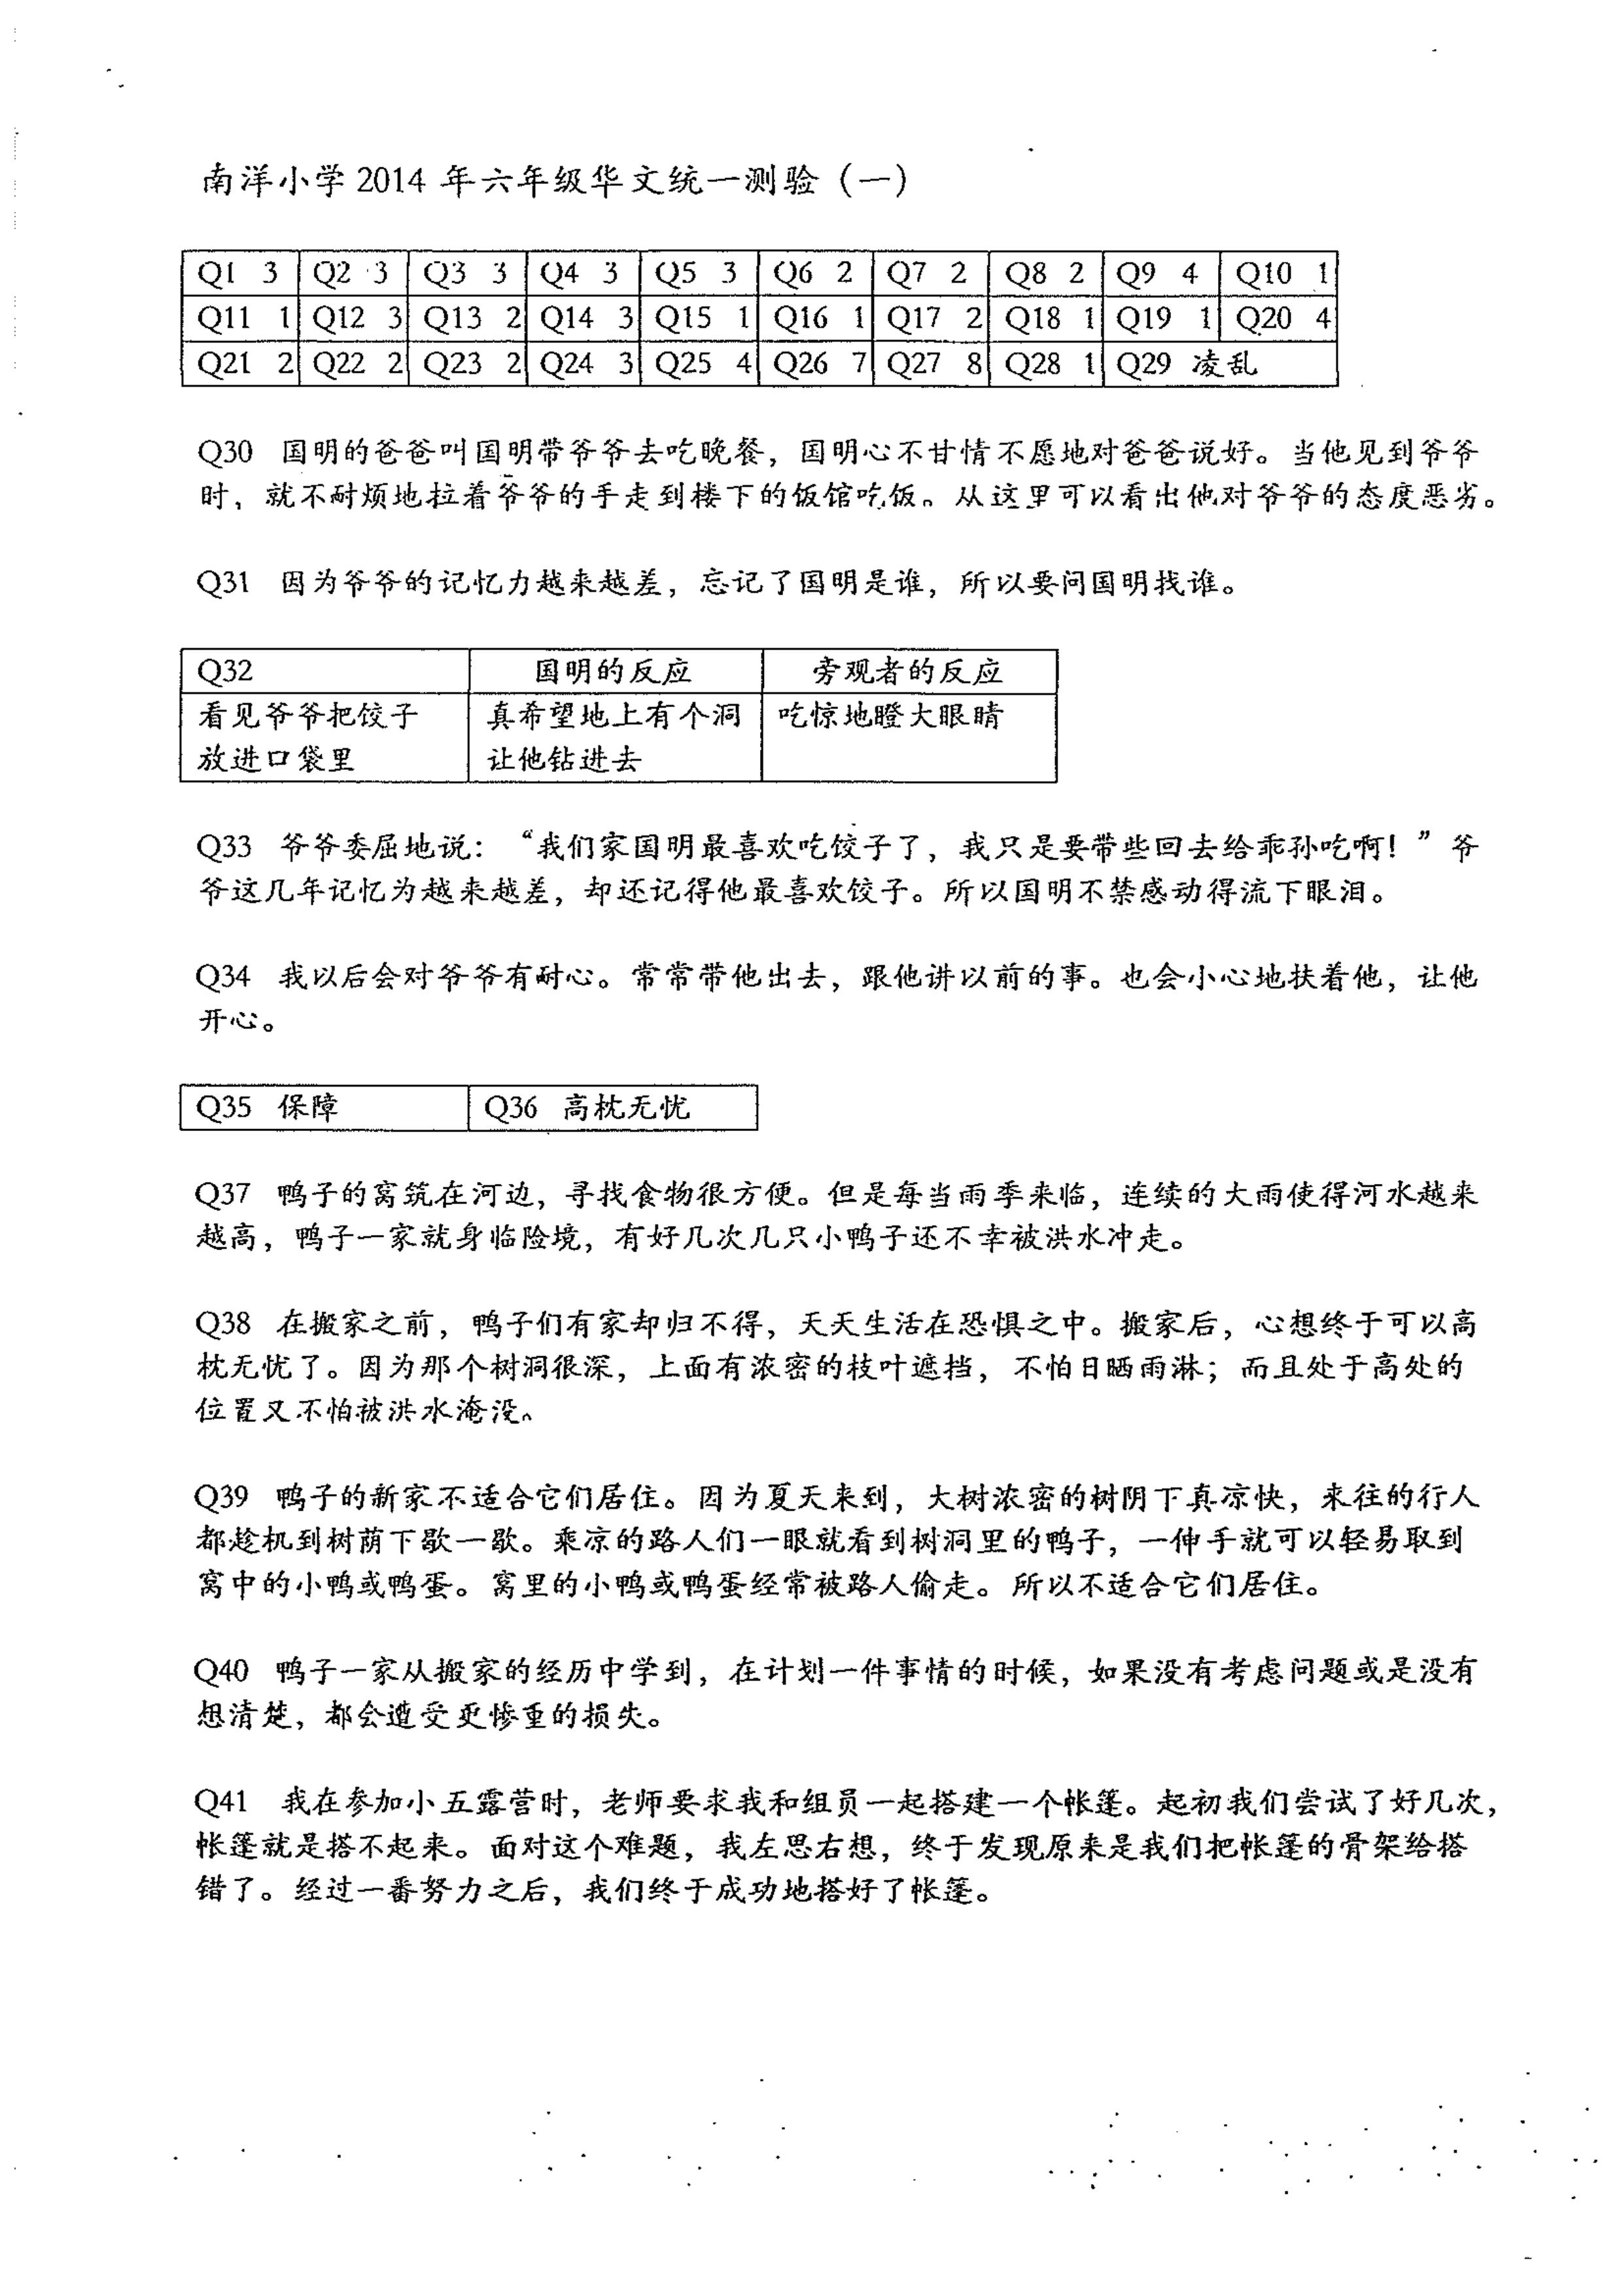 南洋小学 2014 年六年级华文统一测验（一）
Q1 3 Q2 3 Q3 3 Q4 3 Q5 3 Q6 2 Q7 2 Q8 2 Q9 4 Q10 1
Q11 1 Q12 3 Q13 2 Q14 3 Q15 1 Q16 1 Q17 2 Q18 1 Q19 1 Q20 4
Q21 2 Q22 2 Q23 2 Q24 3 Q25 4 Q26 7 Q27 8 Q28 1 Q29 凌乱
Q30 国明的爸爸叫国明带爷爷去吃晚餐，国明心不甘情不愿地对爸爸说好。当他见到爷爷
时，就不耐烦地拉着爷爷的手走到楼下的饭馆吃饭。从这里可以看出他对爷爷的态度恶劣。
Q31 因为爷爷的记忆力越来越差，忘记了国明是谁，所以要问国明找谁。
Q32 国明的反应 旁观者的反应
看见爷爷把饺子 真希望地上有个洞 吃惊地瞪大眼睛
放进口袋里 让他钻进去
Q33 爷爷委屈地说：“我们家国明最喜欢吃饺子了，我只是要带些回去给乖孙吃啊！”爷
爷这几年记忆为越来越差，却还记得他最喜欢饺子。所以国明不禁感动得流下眼泪。
Q34 我以后会对爷爷有耐心。常常带他出去，跟他讲以前的事。也会小心地扶着他，让他
开心。
Q35 保障 Q36 高枕无忧
Q37 鸭子的窝筑在河边，寻找食物很方便。但是每当雨季来临，连续的大雨使得河水越来
越高，鸭子一家就身临险境，有好几次几只小鸭子还不幸被洪水冲走。
Q38 在搬家之前，鸭子们有家却归不得，天天生活在恐惧之中。搬家后，心想终于可以高
枕无忧了。因为那个树洞很深，上面有浓密的枝叶遮挡，不怕日晒雨淋；而且处于高处的
位置又不怕被洪水淹没。
Q39 鸭子的新家不适合它们居住。因为夏天来到，大树浓密的树阴下真凉快，来往的行人
都趁机到树荫下歇一歇。乘凉的路人们一眼就看到树洞里的鸭子，一伸手就可以轻易取到
窝中的小鸭或鸭蛋。窝里的小鸭或鸭蛋经常被路人偷走。所以不适合它们居住。
Q40 鸭子一家从搬家的经历中学到，在计划一件事情的时候，如果没有考虑问题或是没有
想清楚，都会遭受更惨重的损失。
Q41 我在参加小五露营时，老师要求我和组员一起搭建一个帐篷。起初我们尝试了好几次，
帐篷就是搭不起来。面对这个难题，我左思右想，终于发现原来是我们把帐篷的骨架给搭
错了。经过一番努力之后，我们终于成功地搭好了帐篷。